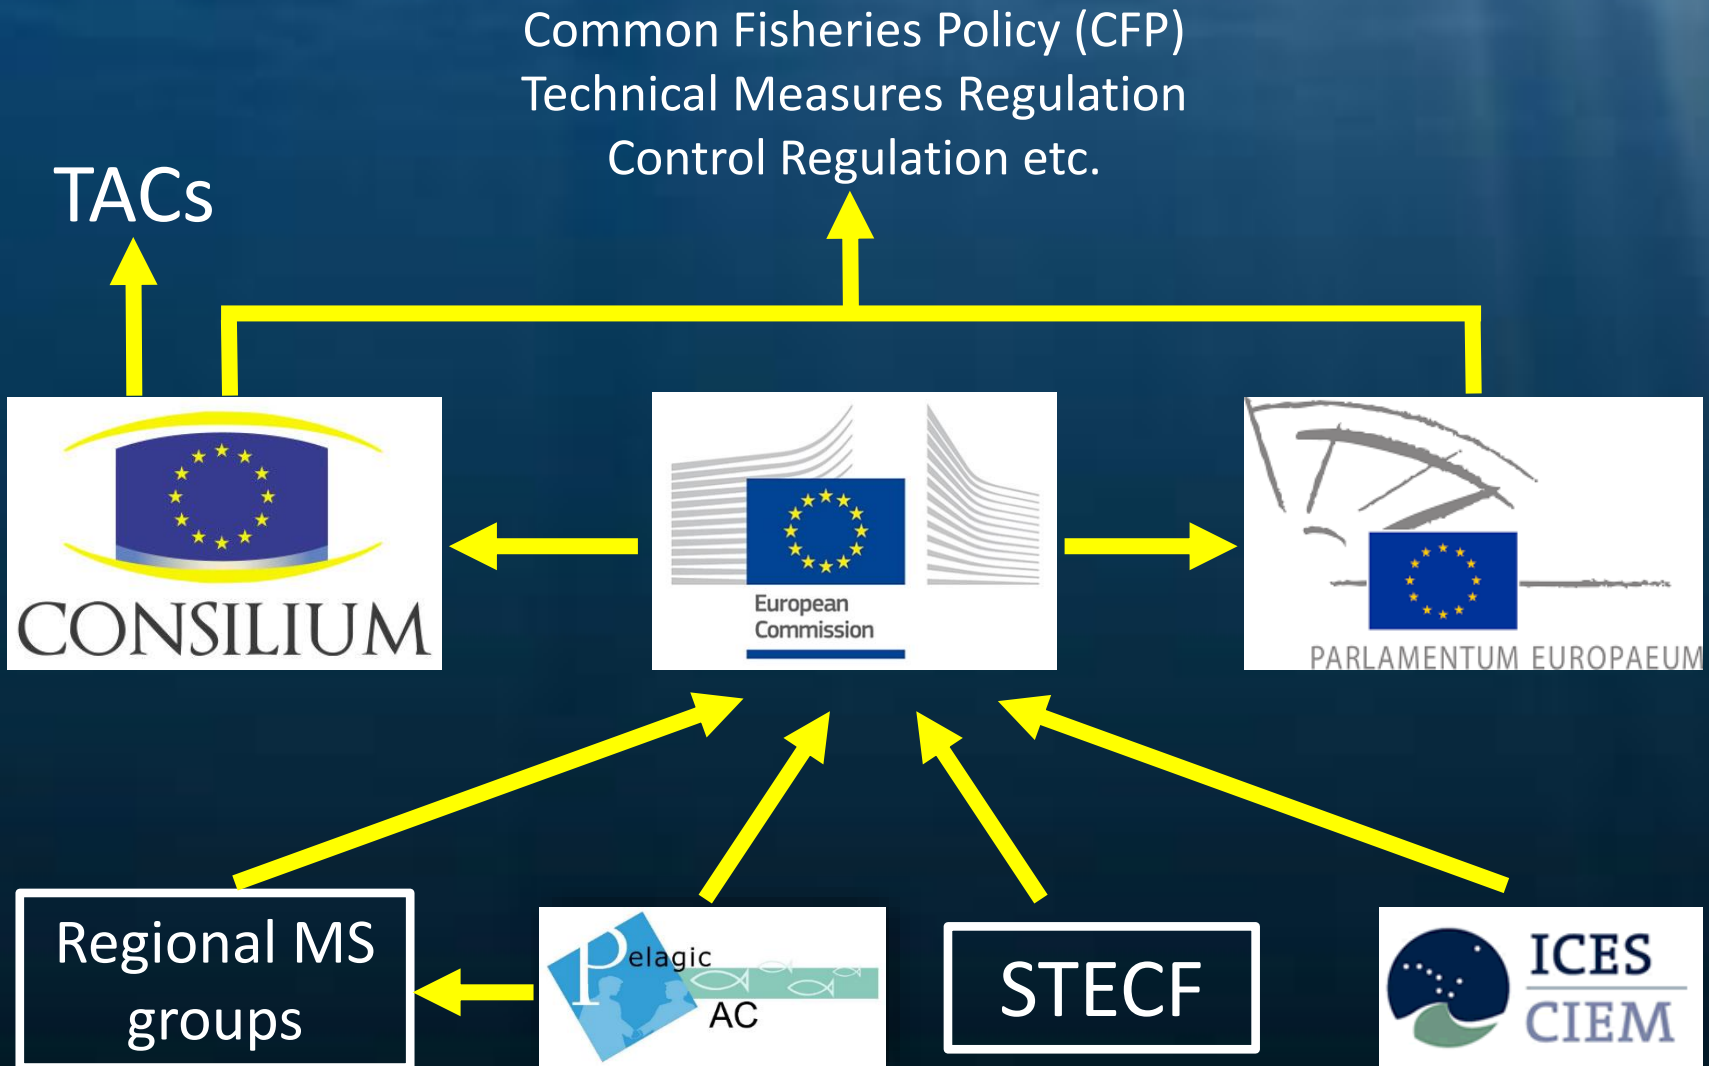 Common Fisheries Policy (CFP)
Technical Measures Regulation
Control Regulation etc.
TACs
CONSILIUM
European
Commission
PARLAMENTUM EUROPAEUM
Regional MS
groups
Pelagic
AC
STECF
ICES
CIEM